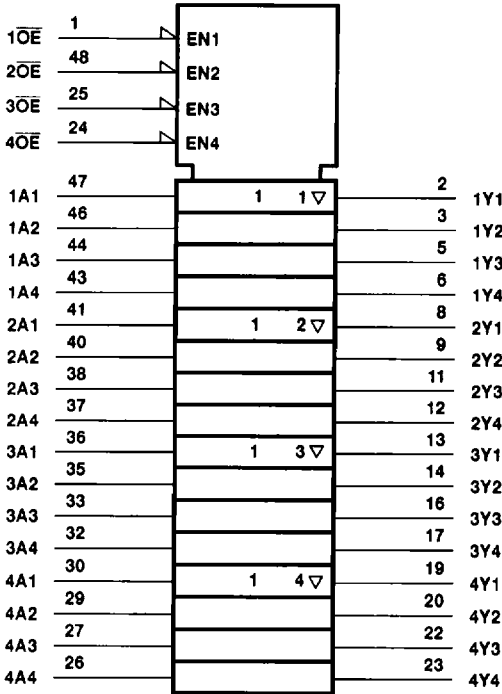 1O̅E̅ 1 EN1
2O̅E̅ 48 EN2
3O̅E̅ 25 EN3
4O̅E̅ 24 EN4
1A1 47 1 1 ▽ 2 1Y1
1A2 46 3 1Y2
1A3 44 5 1Y3
1A4 43 6 1Y4
2A1 41 1 2 ▽ 8 2Y1
2A2 40 9 2Y2
2A3 38 11 2Y3
2A4 37 12 2Y4
3A1 36 1 3 ▽ 13 3Y1
3A2 35 14 3Y2
3A3 33 16 3Y3
3A4 32 17 3Y4
4A1 30 1 4 ▽ 19 4Y1
4A2 29 20 4Y2
4A3 27 22 4Y3
4A4 26 23 4Y4